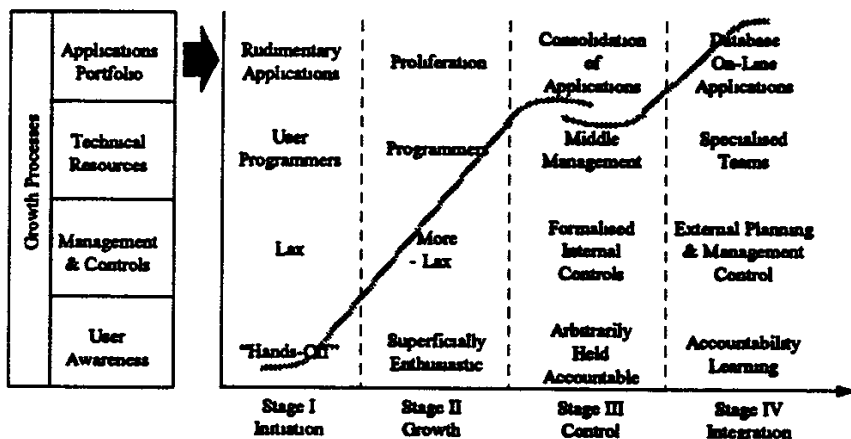 Growth Processes
Applications
Portfolio
Technical
Resources
Management
& Controls
User
Awareness
Rudimentary
Applications
Proliferation
Consolidation
of
Applications
Database
On-Line
Applications
User
Programmers
Programmers
Middle
Management
Specialised
Teams
Lax
More
- Lax
Formalised
Internal
Controls
External Planning
& Management
Control
"Hands-Off"
Superficially
Enthusiastic
Arbitrarily
Held
Accountable
Accountability
Learning
Stage I
Initiation
Stage II
Growth
Stage III
Control
Stage IV
Integration